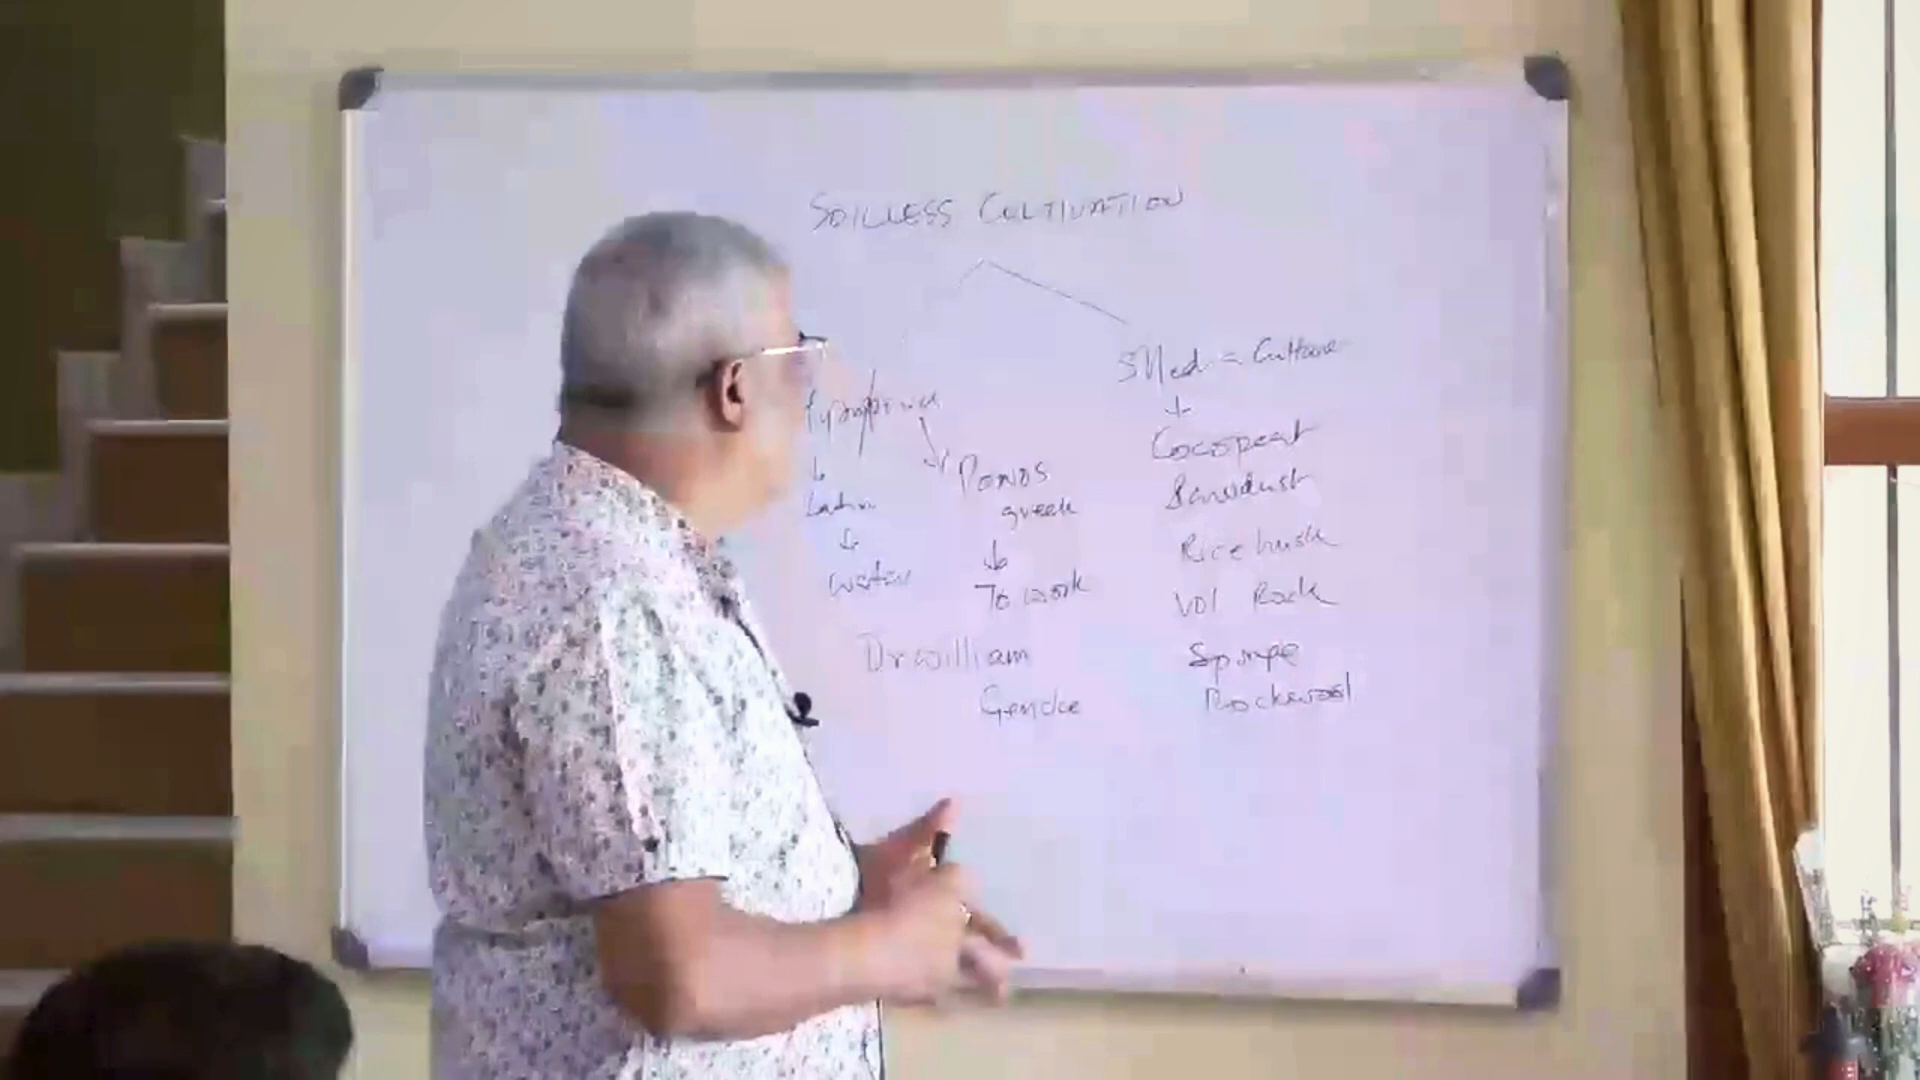 SOILLESS CULTIVATION
Ponos
greek
To work
Latin
water
Dr William
Gericke
Culture
Cocopeat
Sawdust
Rice husk
Vol Rock
Sponge
Rockwool